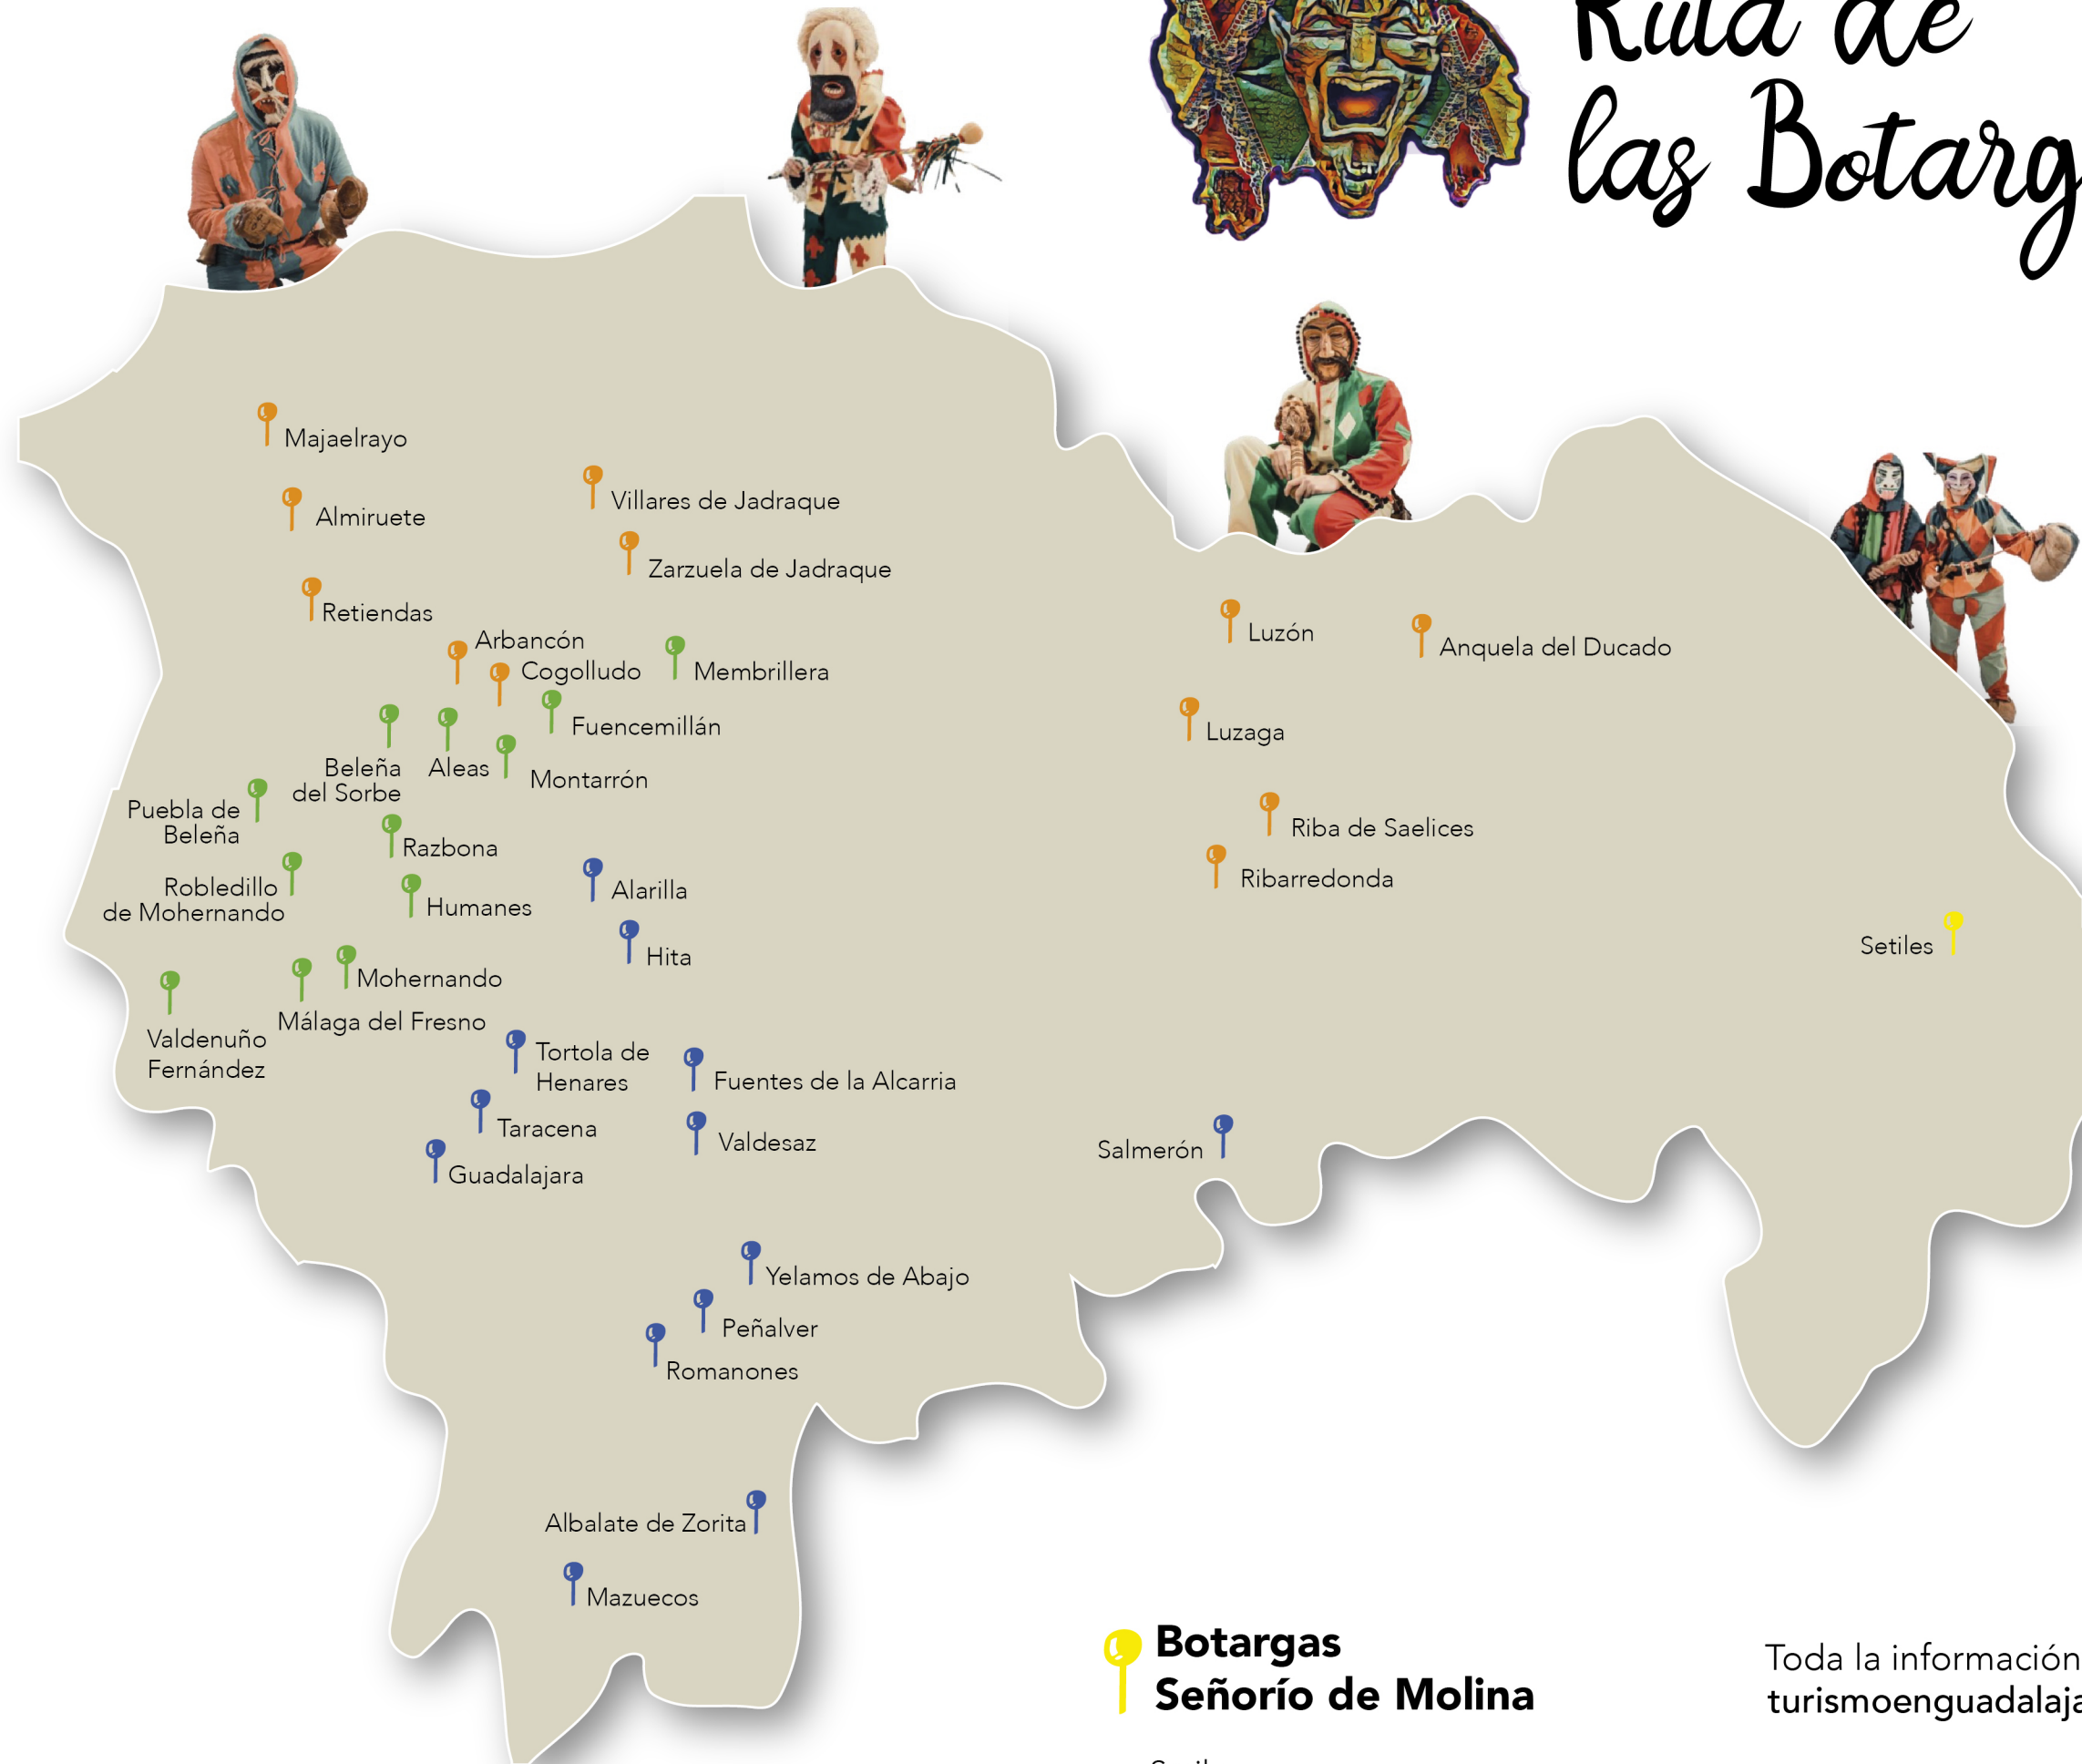 Ruta de
las Botarg
Majaelrayo
Almiruete
Villares de Jadraque
Zarzuela de Jadraque
Retiendas
Arbancón
Cogolludo
Membrillera
Fuencemillán
Beleña
del Sorbe
Aleas
Montarrón
Puebla de
Beleña
Razbona
Robledillo
de Mohernando
Humanes
Alarilla
Hita
Mohernando
Málaga del Fresno
Valdenuño
Fernández
Tortola de
Henares
Fuentes de la Alcarria
Taracena
Valdesaz
Guadalajara
Luzón
Anquela del Ducado
Luzaga
Riba de Saelices
Ribarredonda
Setiles
Salmerón
Yelamos de Abajo
Peñalver
Romanones
Albalate de Zorita
Mazuecos
Botargas
Señorío de Molina
Toda la información
turismoenguadalaja